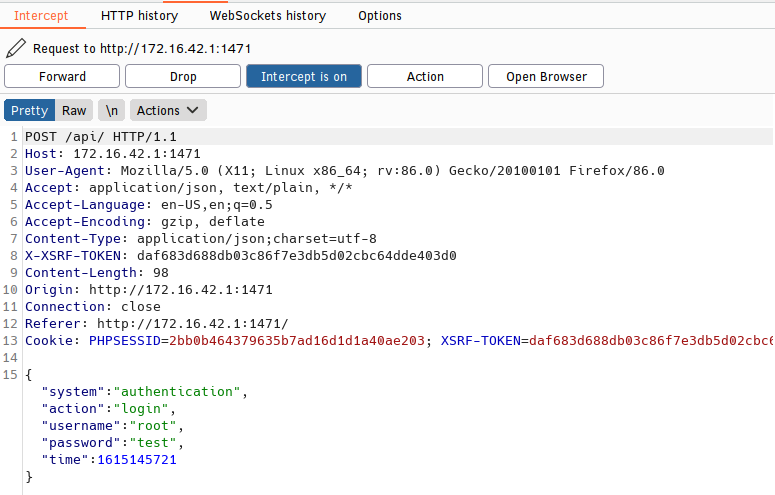 Intercept HTTP history WebSockets history Options
Request to http://172.16.42.1:1471
Forward Drop Intercept is on Action Open Browser
Pretty Raw \n Actions
1 POST /api/ HTTP/1.1
2 Host: 172.16.42.1:1471
3 User-Agent: Mozilla/5.0 (X11; Linux x86_64; rv:86.0) Gecko/20100101 Firefox/86.0
4 Accept: application/json, text/plain, */*
5 Accept-Language: en-US,en;q=0.5
6 Accept-Encoding: gzip, deflate
7 Content-Type: application/json;charset=utf-8
8 X-XSRF-TOKEN: daf683d688db03c86f7e3db5d02cbc64dde403d0
9 Content-Length: 98
10 Origin: http://172.16.42.1:1471
11 Connection: close
12 Referer: http://172.16.42.1:1471/
13 Cookie: PHPSESSID=2bb0b464379635b7ad16d1d1a40ae203; XSRF-TOKEN=daf683d688db03c86f7e3db5d02cbc6
14
15 {
"system":"authentication",
"action":"login",
"username":"root",
"password":"test",
"time":1615145721
}